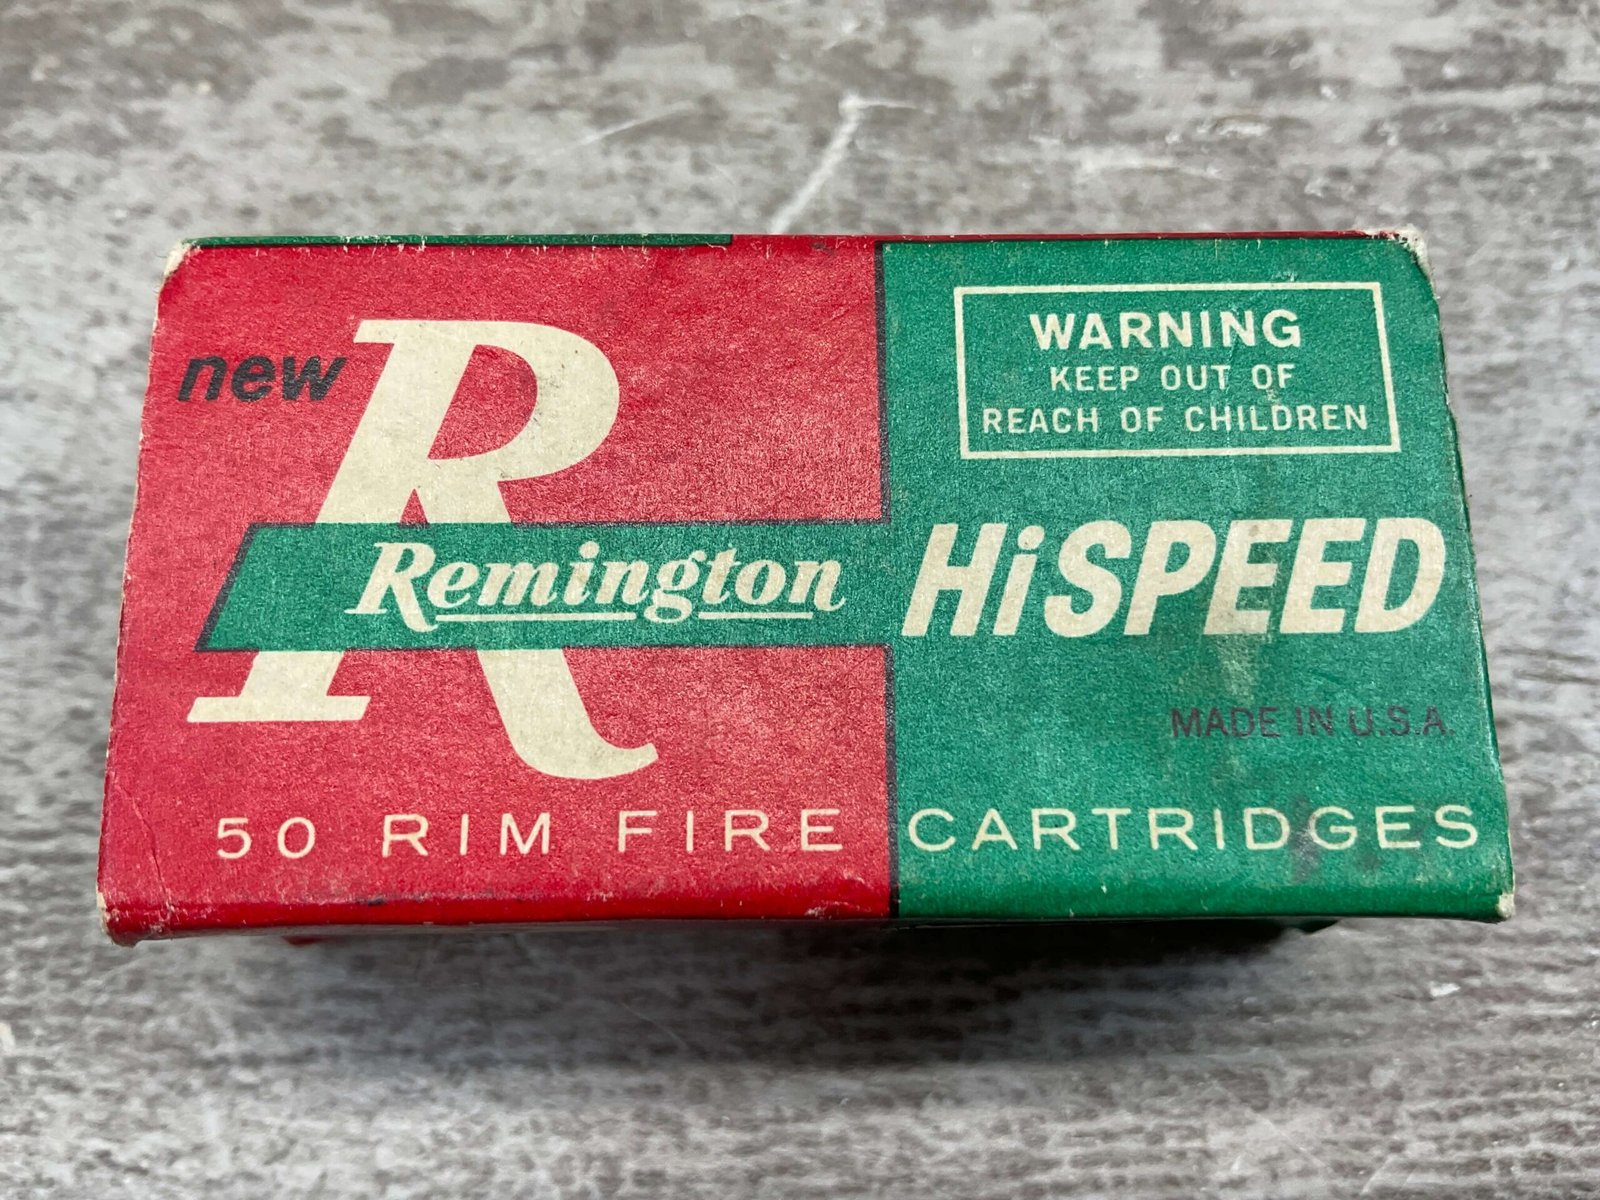 new
R
Remington
WARNING
KEEP OUT OF
REACH OF CHILDREN
HiSPEED
MADE IN U.S.A.
50 RIM FIRE CARTRIDGES